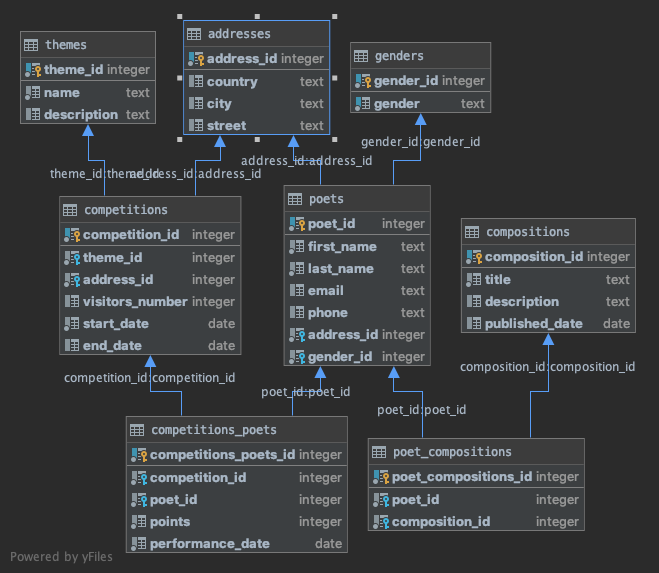 themes
theme_id integer
name text
description text
addresses
address_id integer
country text
city text
street text
genders
gender_id integer
gender text
theme_id:theme_id
address_id:address_id
address_id:address_id
gender_id:gender_id
competitions
competition_id integer
theme_id integer
address_id integer
visitors_number integer
start_date date
end_date date
poets
poet_id integer
first_name text
last_name text
email text
phone text
address_id integer
gender_id integer
compositions
composition_id integer
title text
description text
published_date date
competition_id:competition_id
poet_id:poet_id
poet_id:poet_id
composition_id:composition_id
competitions_poets
competitions_poets_id integer
competition_id integer
poet_id integer
points integer
performance_date date
poet_compositions
poet_compositions_id integer
poet_id integer
composition_id integer
Powered by yFiles